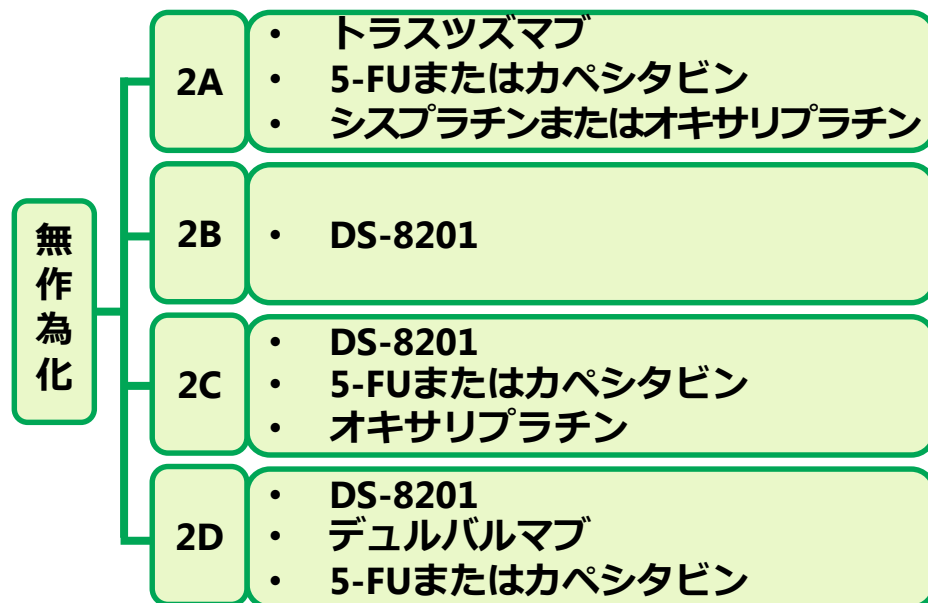 無作為化
2A
• トラスツズマブ
• 5-FUまたはカペシタビン
• シスプラチンまたはオキサリプラチン
2B
• DS-8201
2C
• DS-8201
• 5-FUまたはカペシタビン
• オキサリプラチン
2D
• DS-8201
• デュルバルマブ
• 5-FUまたはカペシタビン